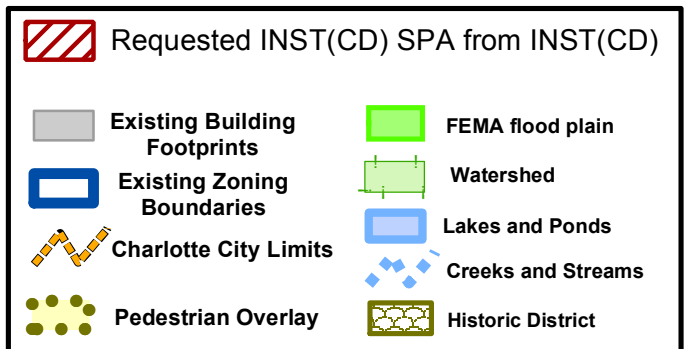 Requested INST(CD) SPA from INST(CD)
Existing Building
Footprints
Existing Zoning
Boundaries
Charlotte City Limits
Pedestrian Overlay
FEMA flood plain
Watershed
Lakes and Ponds
Creeks and Streams
Historic District